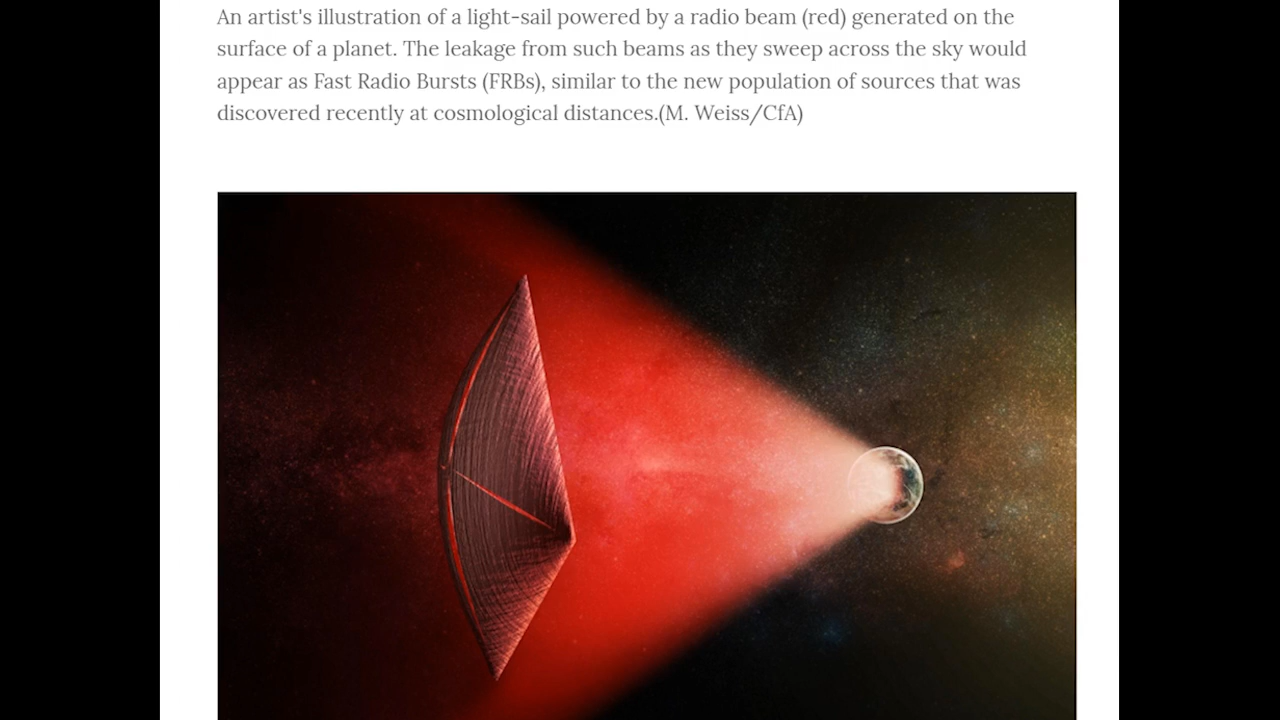 An artist's illustration of a light-sail powered by a radio beam (red) generated on the
surface of a planet. The leakage from such beams as they sweep across the sky would
appear as Fast Radio Bursts (FRBs), similar to the new population of sources that was
discovered recently at cosmological distances.(M. Weiss/CfA)